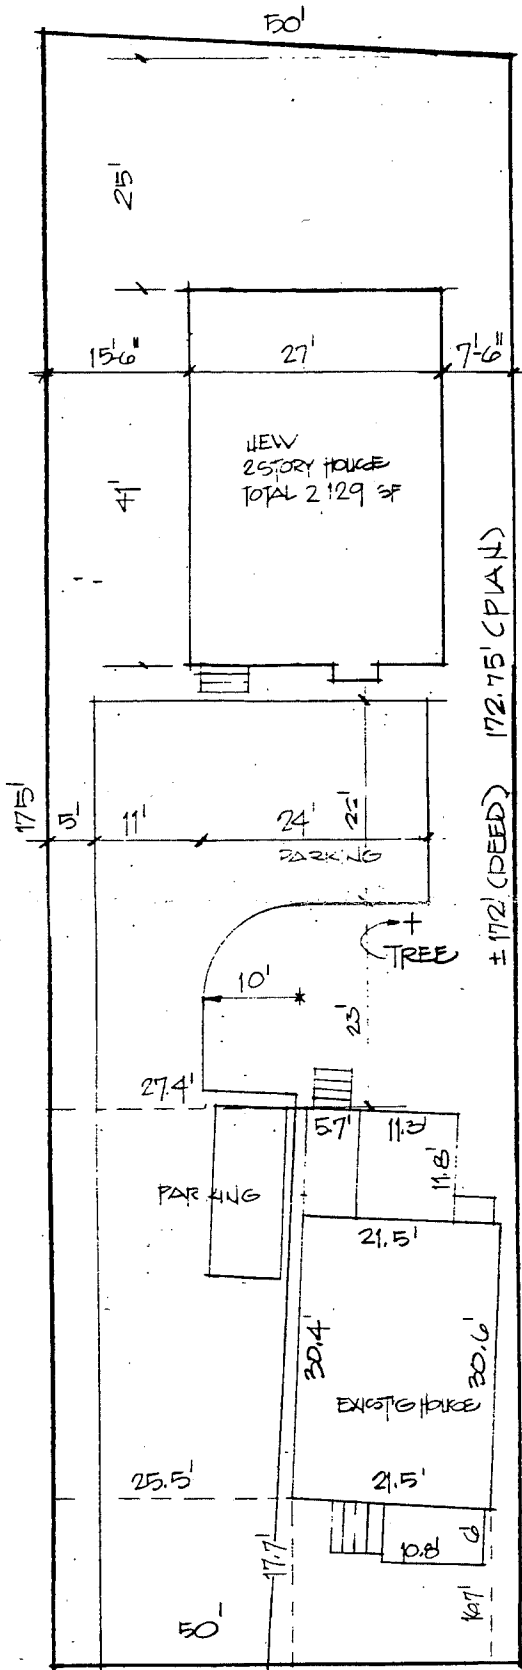 50'
25'
15'-6"
27'
7'-6"
NEW
2 STORY HOUSE
TOTAL 2129 SF
41'
172.75' (PLAN)
± 172' (DEED)
175'
5'
11'
24'
PARKING
TREE
10'
23'
27.4'
5.7'
11.3'
11.8'
PARKING
21.5'
30.4'
30.6'
EXISTG HOUSE
25.5'
21.5'
10.8'
6'
17.7'
50'